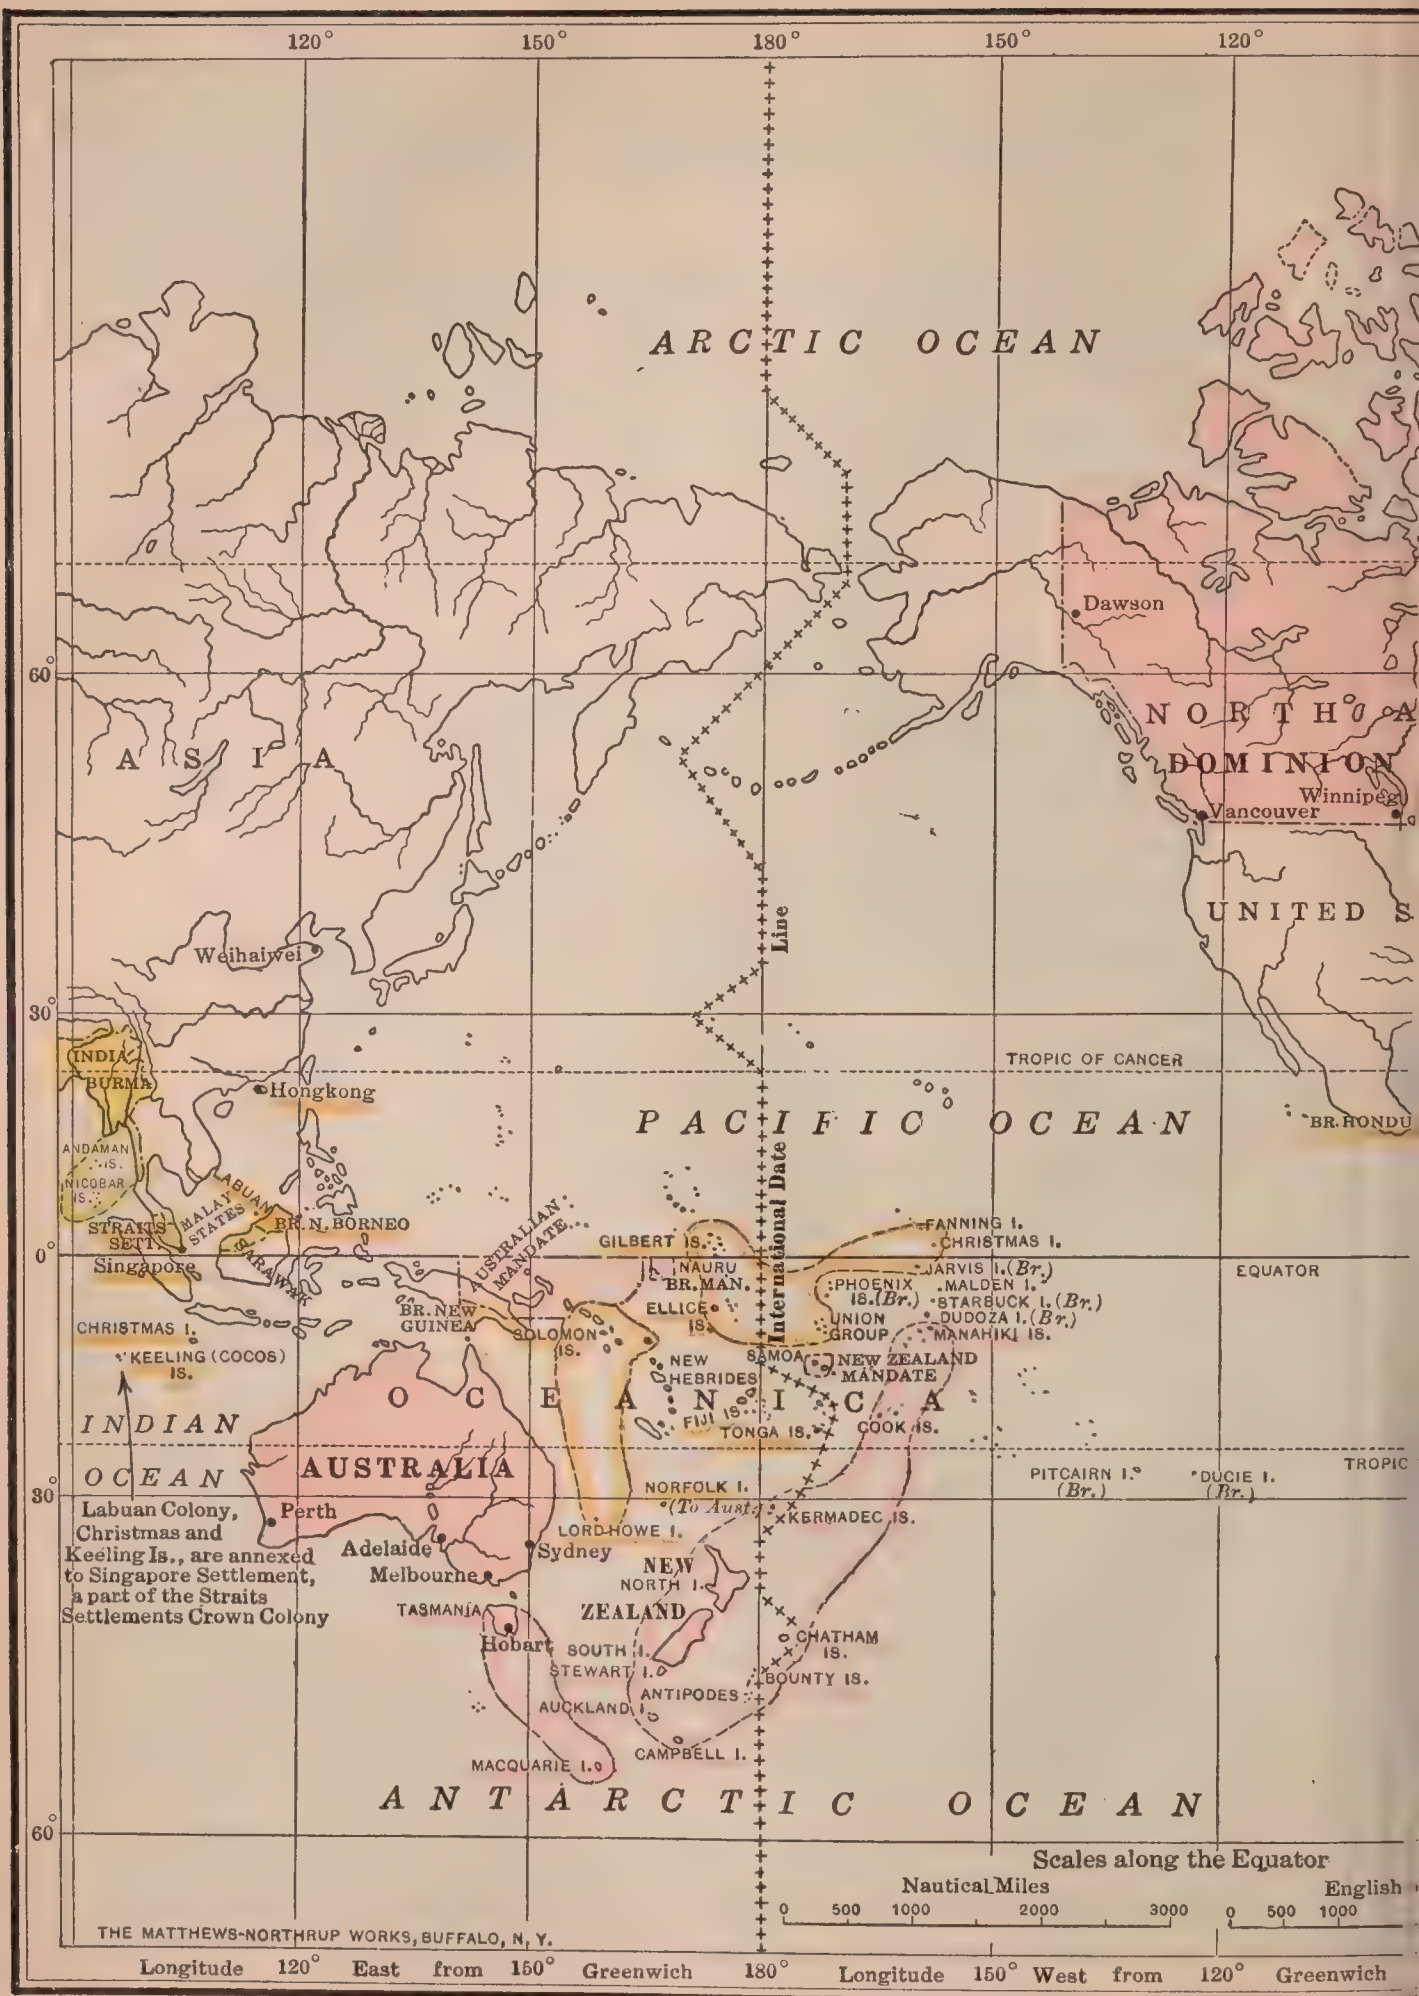 120° 150° 180° 150° 120°
ARCTIC OCEAN
Dawson
60°
NORTH A
ASIA
DOMINION
Winnipeg
Vancouver
UNITED S
Line
Weihaiwei
30°
INDIA
BURMA
TROPIC OF CANCER
Hongkong
PACIFIC OCEAN
BR. HONDU
International Date
ANDAMAN
IS.
NICOBAR
IS.
LABUAN
MALAY
STATES
STRAITS
SETT.
BR. N. BORNEO
SARAWAK
Singapore
0°
AUSTRALIAN
MANDATE
GILBERT IS.
NAURU
BR. MAN.
FANNING I.
CHRISTMAS I.
JARVIS I. (Br.)
EQUATOR
PHOENIX
IS. (Br.)
MALDEN I.
STARBUCK I. (Br.)
ELLICE
IS.
UNION
GROUP
DUDOZA I. (Br.)
MANAHIKI IS.
BR. NEW
GUINEA
SOLOMON
IS.
CHRISTMAS I.
KEELING (COCOS)
IS.
SAMOA
NEW ZEALAND
MANDATE
NEW
HEBRIDES
OCEANICA
FIJI IS.
TONGA IS.
COOK IS.
INDIAN
OCEAN
AUSTRALIA
TROPIC
PITCAIRN I.
(Br.)
DUCIE I.
(Br.)
30°
NORFOLK I.
(To Aust.)
KERMADEC IS.
Labuan Colony,
Christmas and
Keeling Is., are annexed
to Singapore Settlement,
a part of the Straits
Settlements Crown Colony
Perth
LORD HOWE I.
Adelaide
Sydney
Melbourne
NEW
NORTH I.
ZEALAND
TASMANIA
Hobart
SOUTH I.
CHATHAM
IS.
STEWART I.
BOUNTY IS.
ANTIPODES
AUCKLAND I.
CAMPBELL I.
MACQUARIE I.
ANTARCTIC OCEAN
60°
Scales along the Equator
Nautical Miles
English
0 500 1000 2000 3000
0 500 1000
THE MATTHEWS-NORTHRUP WORKS, BUFFALO, N. Y.
Longitude 120° East from 150° Greenwich 180° Longitude 150° West from 120° Greenwich